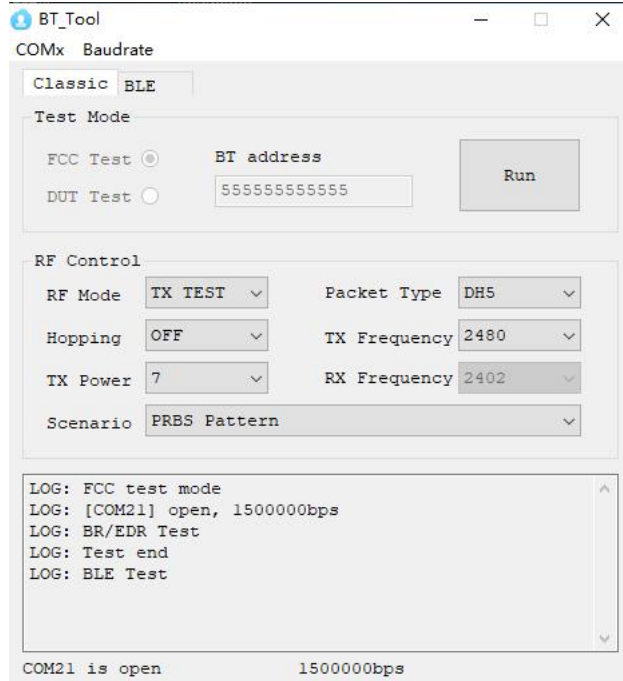 BT_Tool
COMx Baudrate
Classic BLE
Test Mode
FCC Test BT address
555555555555 Run
DUT Test
RF Control
RF Mode TX TEST Packet Type DH5
Hopping OFF TX Frequency 2480
TX Power 7 RX Frequency 2402
Scenario PRBS Pattern
LOG: FCC test mode
LOG: [COM21] open, 1500000bps
LOG: BR/EDR Test
LOG: Test end
LOG: BLE Test
COM21 is open 1500000bps